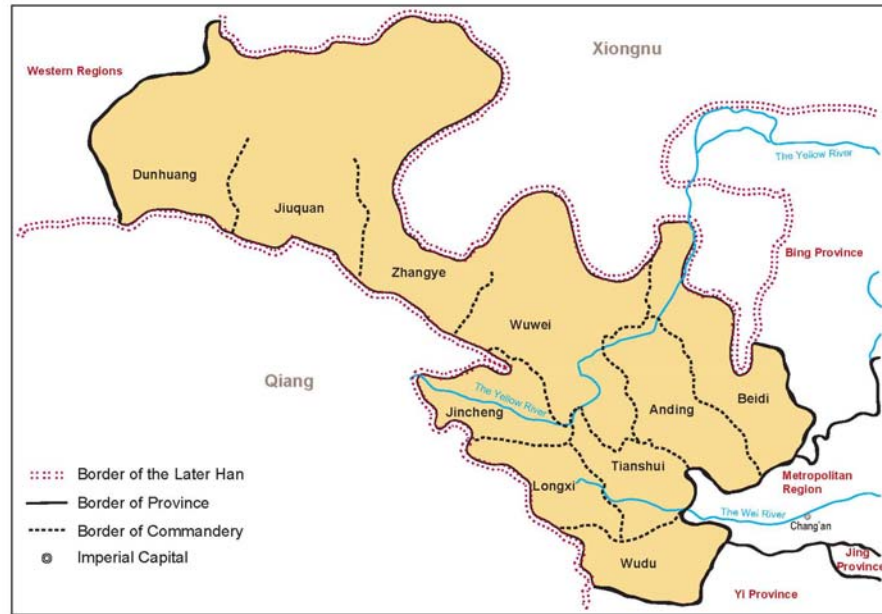 Xiongnu
Western Regions
The Yellow River
Dunhuang
Jiuquan
Zhangye
Bing Province
Wuwei
Qiang
The Yellow River
Jincheng
Anding
Beidi
Tianshui
Longxi
Metropolitan
Region
The Wei River
Chang'an
Wudu
Jing
Province
Yi Province
Border of the Later Han
Border of Province
Border of Commandery
Imperial Capital